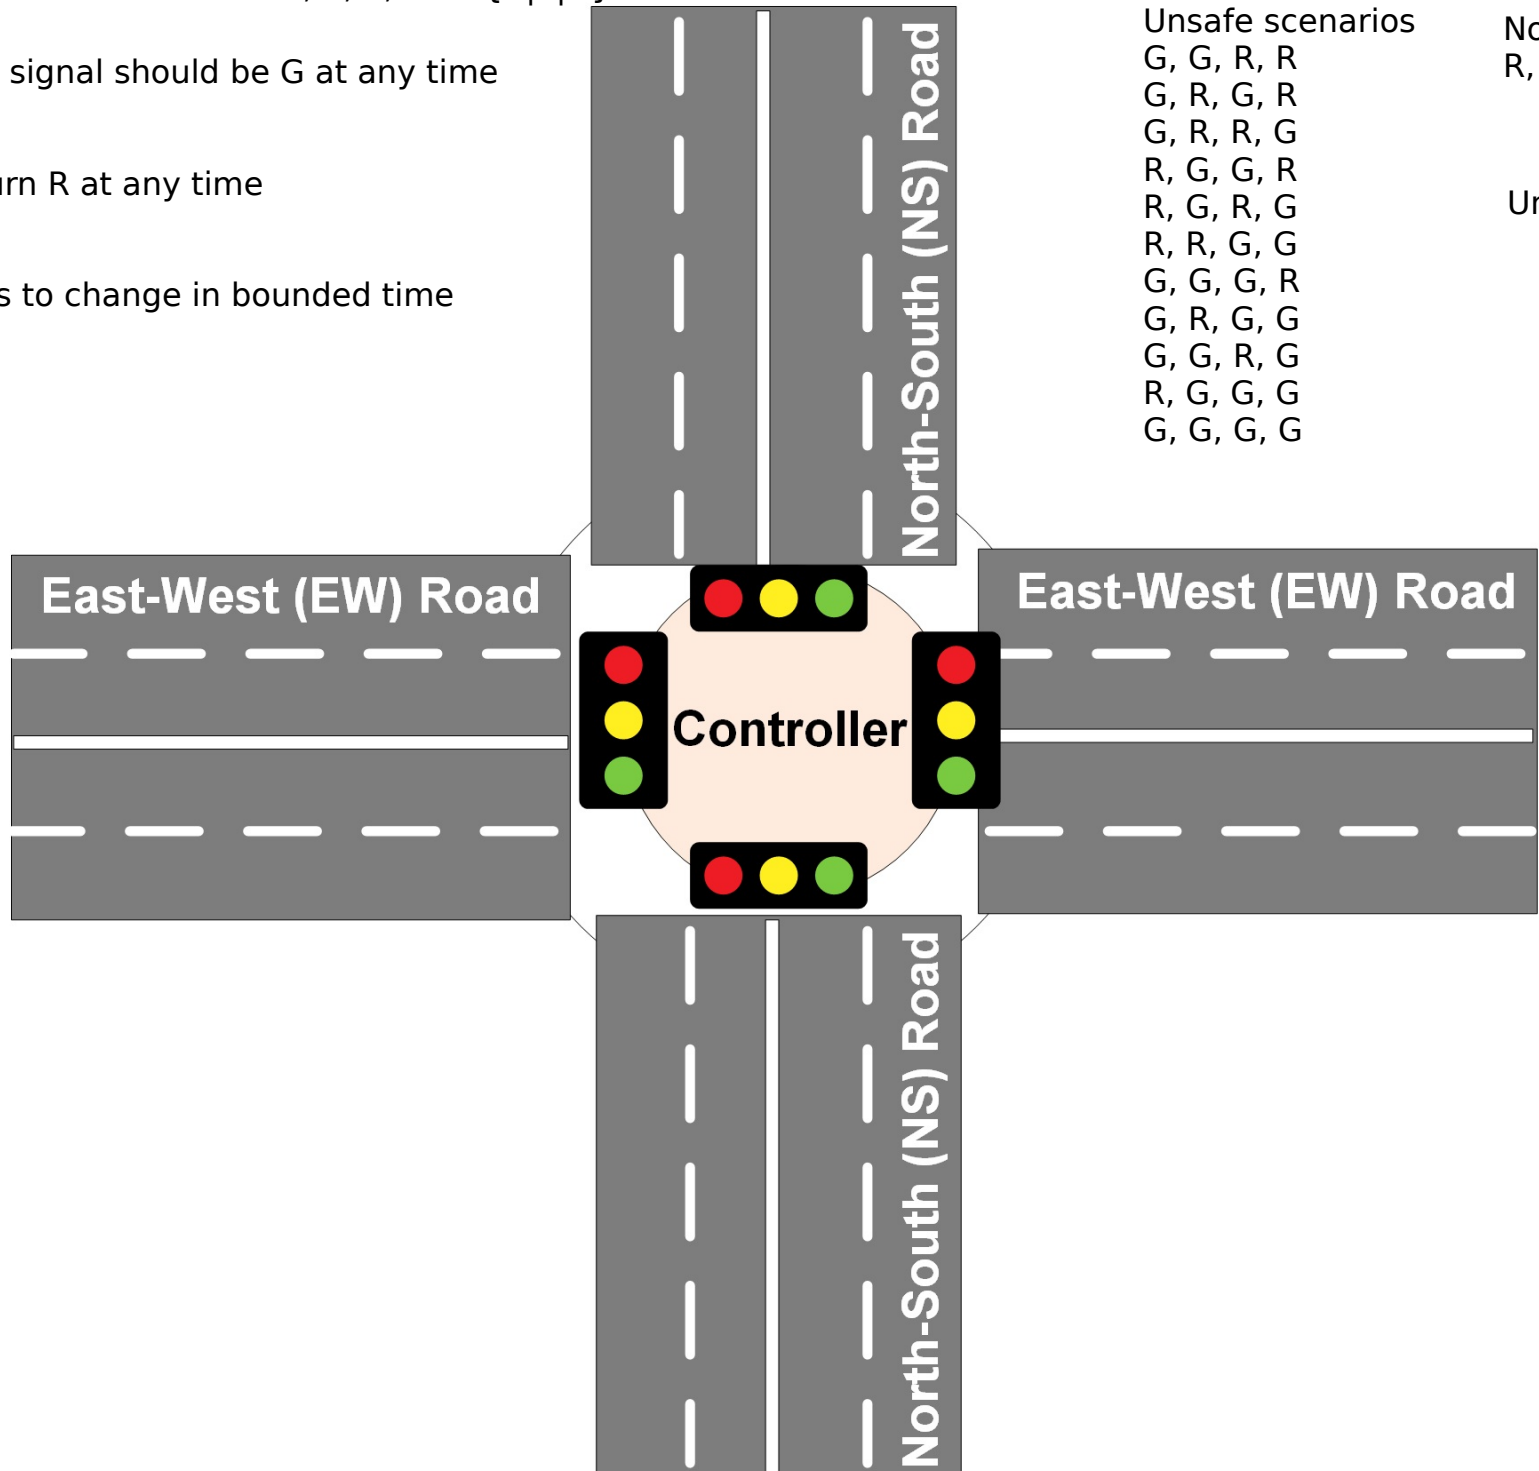 signal should be G at any time
R at any time
to change in bounded time
Unsafe scenarios
G, G, R, R
G, R, G, R
G, R, R, G
R, G, G, R
R, G, R, G
R, R, G, G
G, G, G, R
G, R, G, G
G, G, R, G
R, G, G, G
G, G, G, G
R,
North-South (NS) Road
East-West (EW) Road
East-West (EW) Road
Controller
North-South (NS) Road